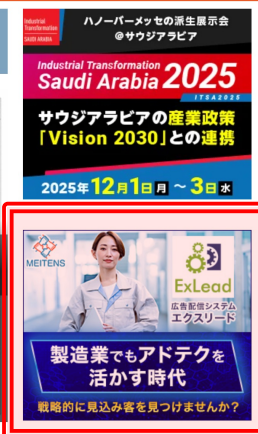 Industrial
Transformation
SAUDI ARABIA
ハノーバーメッセの派生展示会
@サウジアラビア
Industrial Transformation
Saudi Arabia 2025
ITSA2025
サウジアラビアの産業政策
「Vision 2030」との連携
2025年12月1日 月 ~ 3日 水
MEITENS
ExLead
広告配信システム
エクスリード
製造業でもアドテクを
活かす時代
戦略的に見込み客を見つけませんか?